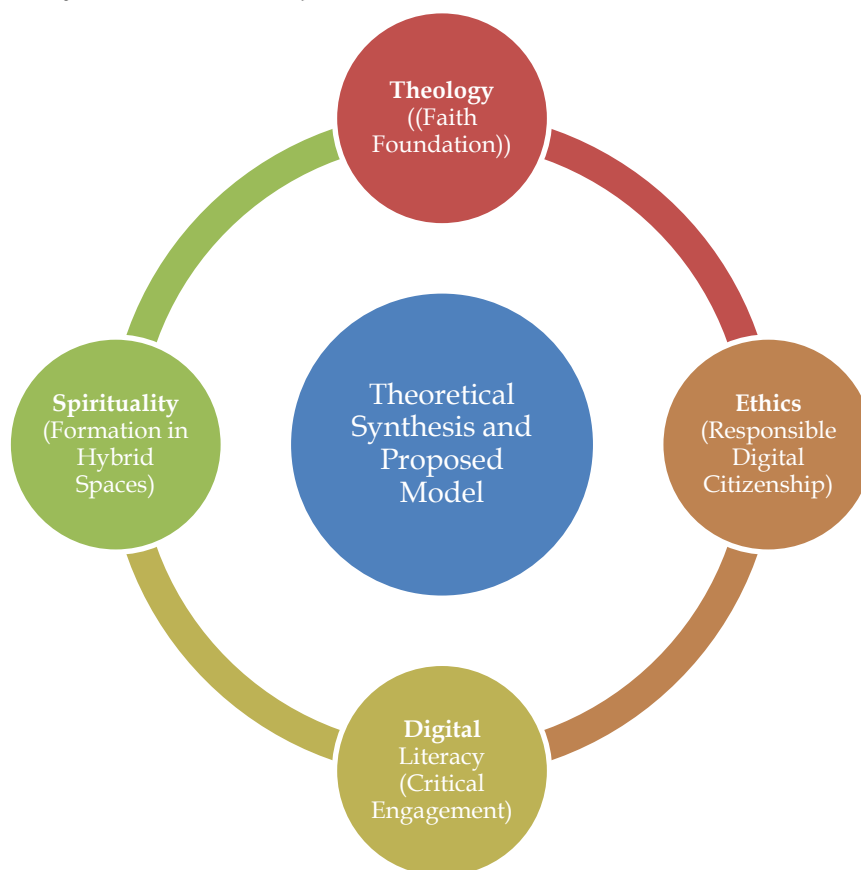 Theology
((Faith
Foundation))
Spirituality
(Formation in
Hybrid
Spaces)
Theoretical
Synthesis and
Proposed
Model
Ethics
(Responsible
Digital
Citizenship)
Digital
Literacy
(Critical
Engagement)